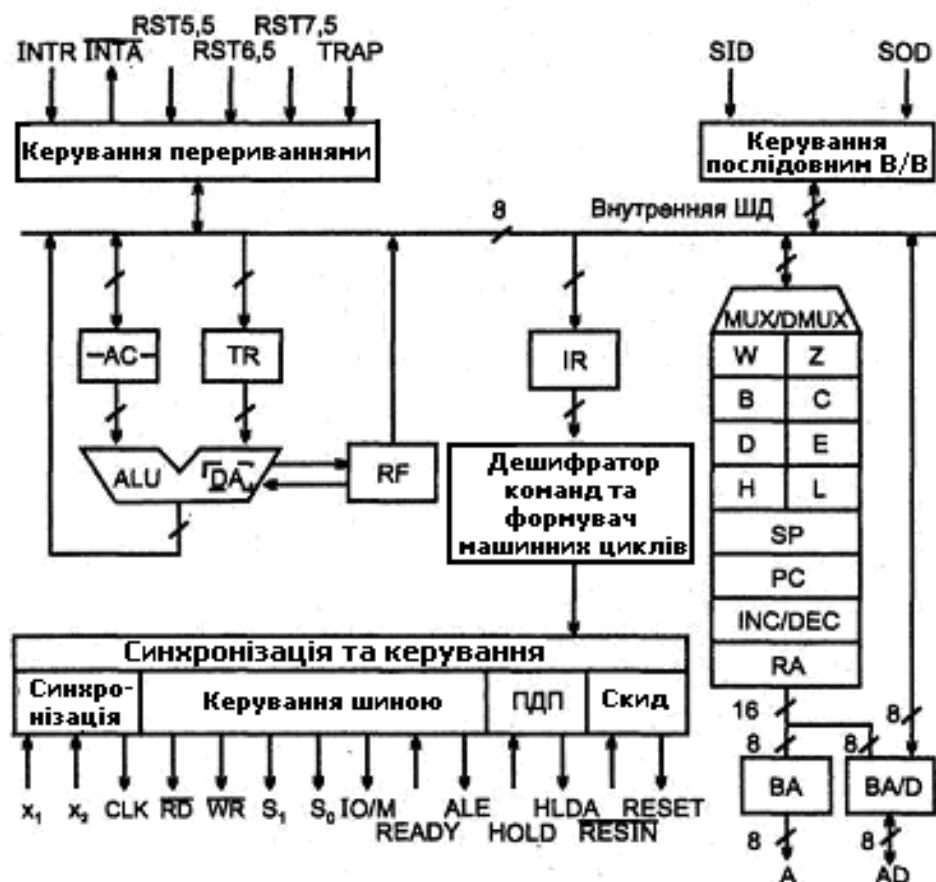 RST5,5 RST7,5
INTR INTA RST6,5 TRAP
SID SOD
Керування перериваннями
Керування
послідовним В/В
8 Внутренняя ШД
MUX/DMUX
AC TR IR
W Z
B C
D E
H L
ALU DA RF
Дешифратор
команд та
формувач
машинних циклів
SP
PC
INC/DEC
RA
Синхронізація та керування
Синхро-
нізація
Керування шиною
ПДП
Скид
16 8
8 8
BA BA/D
x₁ x₂ CLK RD WR S₁ S₀ IO/M ALE HLDA RESET
READY HOLD RESIN
8 8
A AD